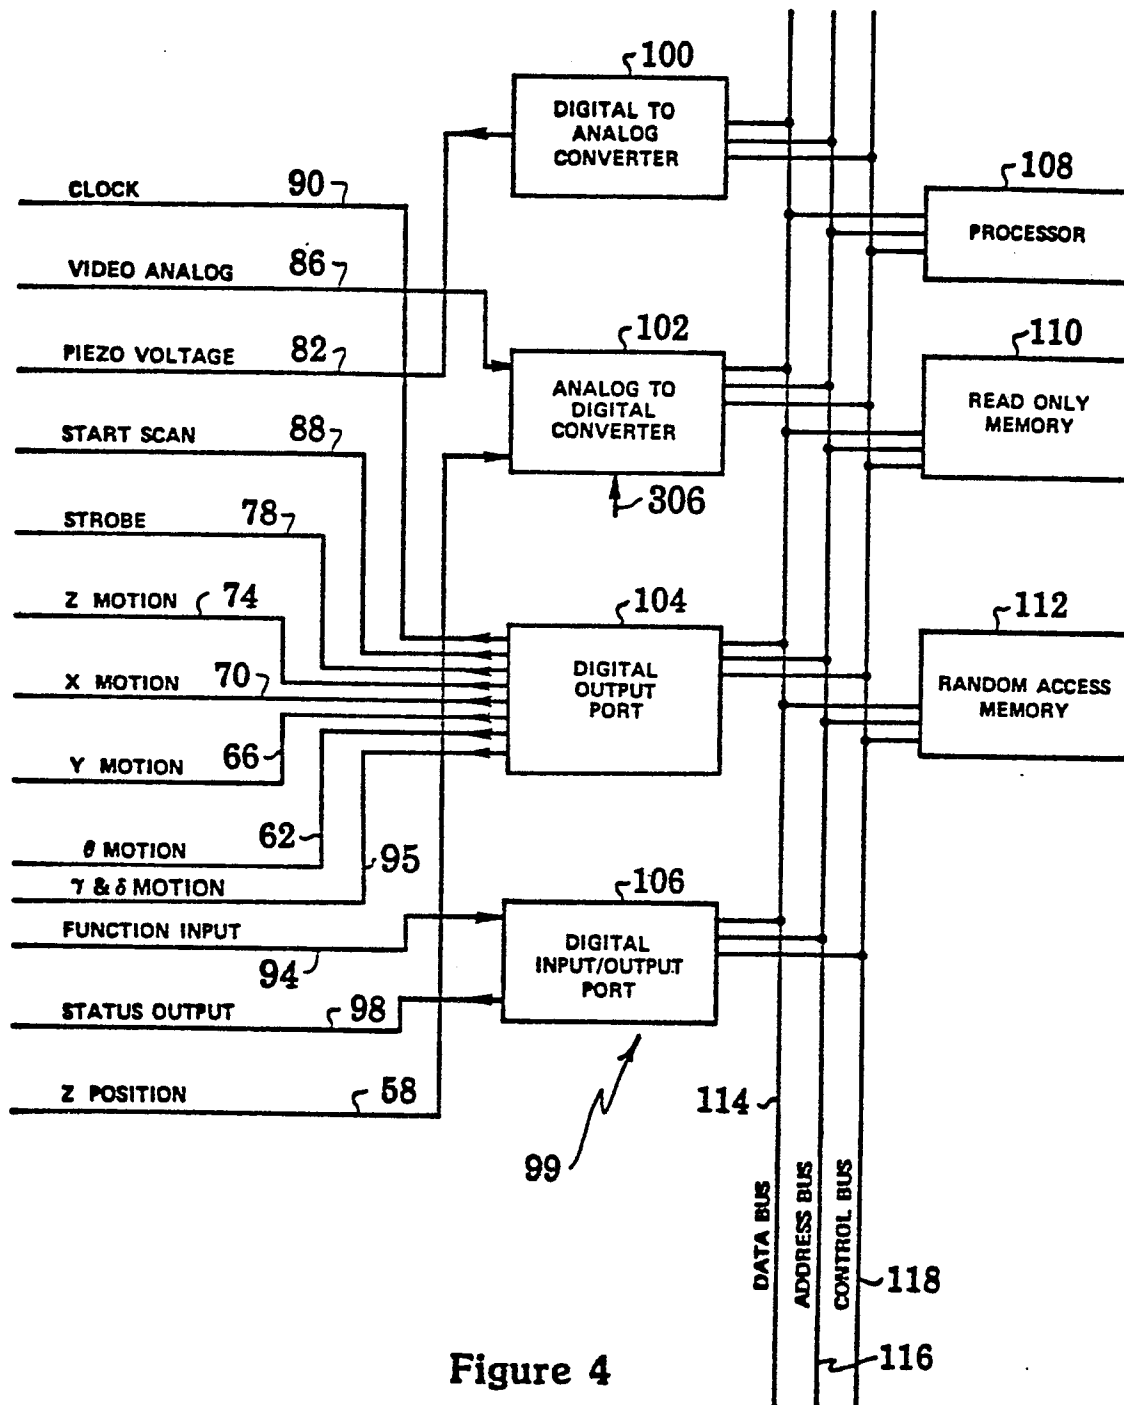 100
DIGITAL TO
ANALOG
CONVERTER
CLOCK 90
108
PROCESSOR
VIDEO ANALOG 86
102
110
PIEZO VOLTAGE 82
ANALOG TO
DIGITAL
CONVERTER
READ ONLY
MEMORY
START SCAN 88
306
STROBE 78
Z MOTION 74
104
112
X MOTION 70
DIGITAL
OUTPUT
PORT
RANDOM ACCESS
MEMORY
Y MOTION 66
θ MOTION 62
95
γ & δ MOTION
106
FUNCTION INPUT
94
DIGITAL
INPUT/OUTPUT
PORT
STATUS OUTPUT 98
Z POSITION 58
99
114
DATA BUS
ADDRESS BUS
CONTROL BUS
118
116
Figure 4